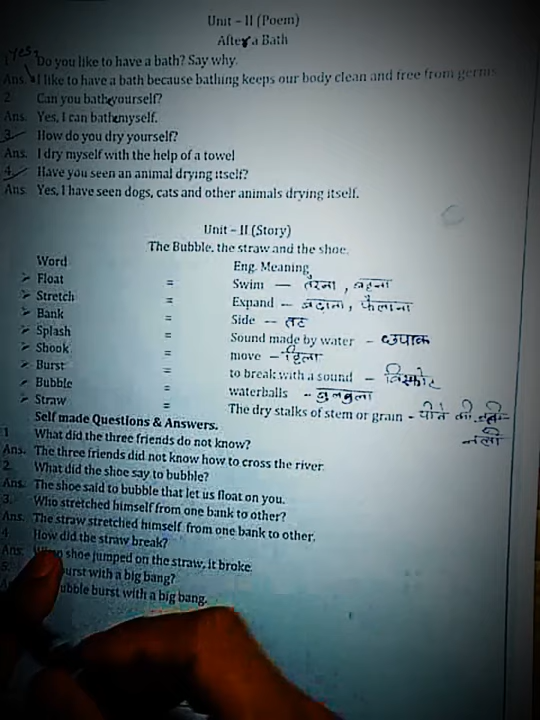 Unit – II (Poem)
After a Bath
1 yes, Do you like to have a bath? Say why.
Ans. I like to have a bath because bathing keeps our body clean and free from germs
2. Can you bath yourself?
Ans. Yes, I can bath myself.
3. How do you dry yourself?
Ans. I dry myself with the help of a towel
4. Have you seen an animal drying itself?
Ans. Yes, I have seen dogs, cats and other animals drying itself.
Unit – II (Story)
The Bubble, the straw and the shoe.
Word Eng. Meaning
➢ Float = Swim — तैरना, बहना
➢ Stretch = Expand — बढ़ाना, फैलाना
➢ Bank = Side — तट
➢ Splash = Sound made by water - छपाक
➢ Shook = move - हिला
➢ Burst = to break with a sound - विस्फोट
➢ Bubble = waterballs - बुलबुला
➢ Straw = The dry stalks of stem or grain - पीने की
नली
Self made Questions & Answers.
1 What did the three friends do not know?
Ans. The three friends did not know how to cross the river.
2. What did the shoe say to bubble?
Ans. The shoe said to bubble that let us float on you.
3. Who stretched himself from one bank to other?
Ans. The straw stretched himself from one bank to other.
4. How did the straw break?
Ans. When shoe jumped on the straw, it broke.
5. burst with a big bang?
bubble burst with a big bang.